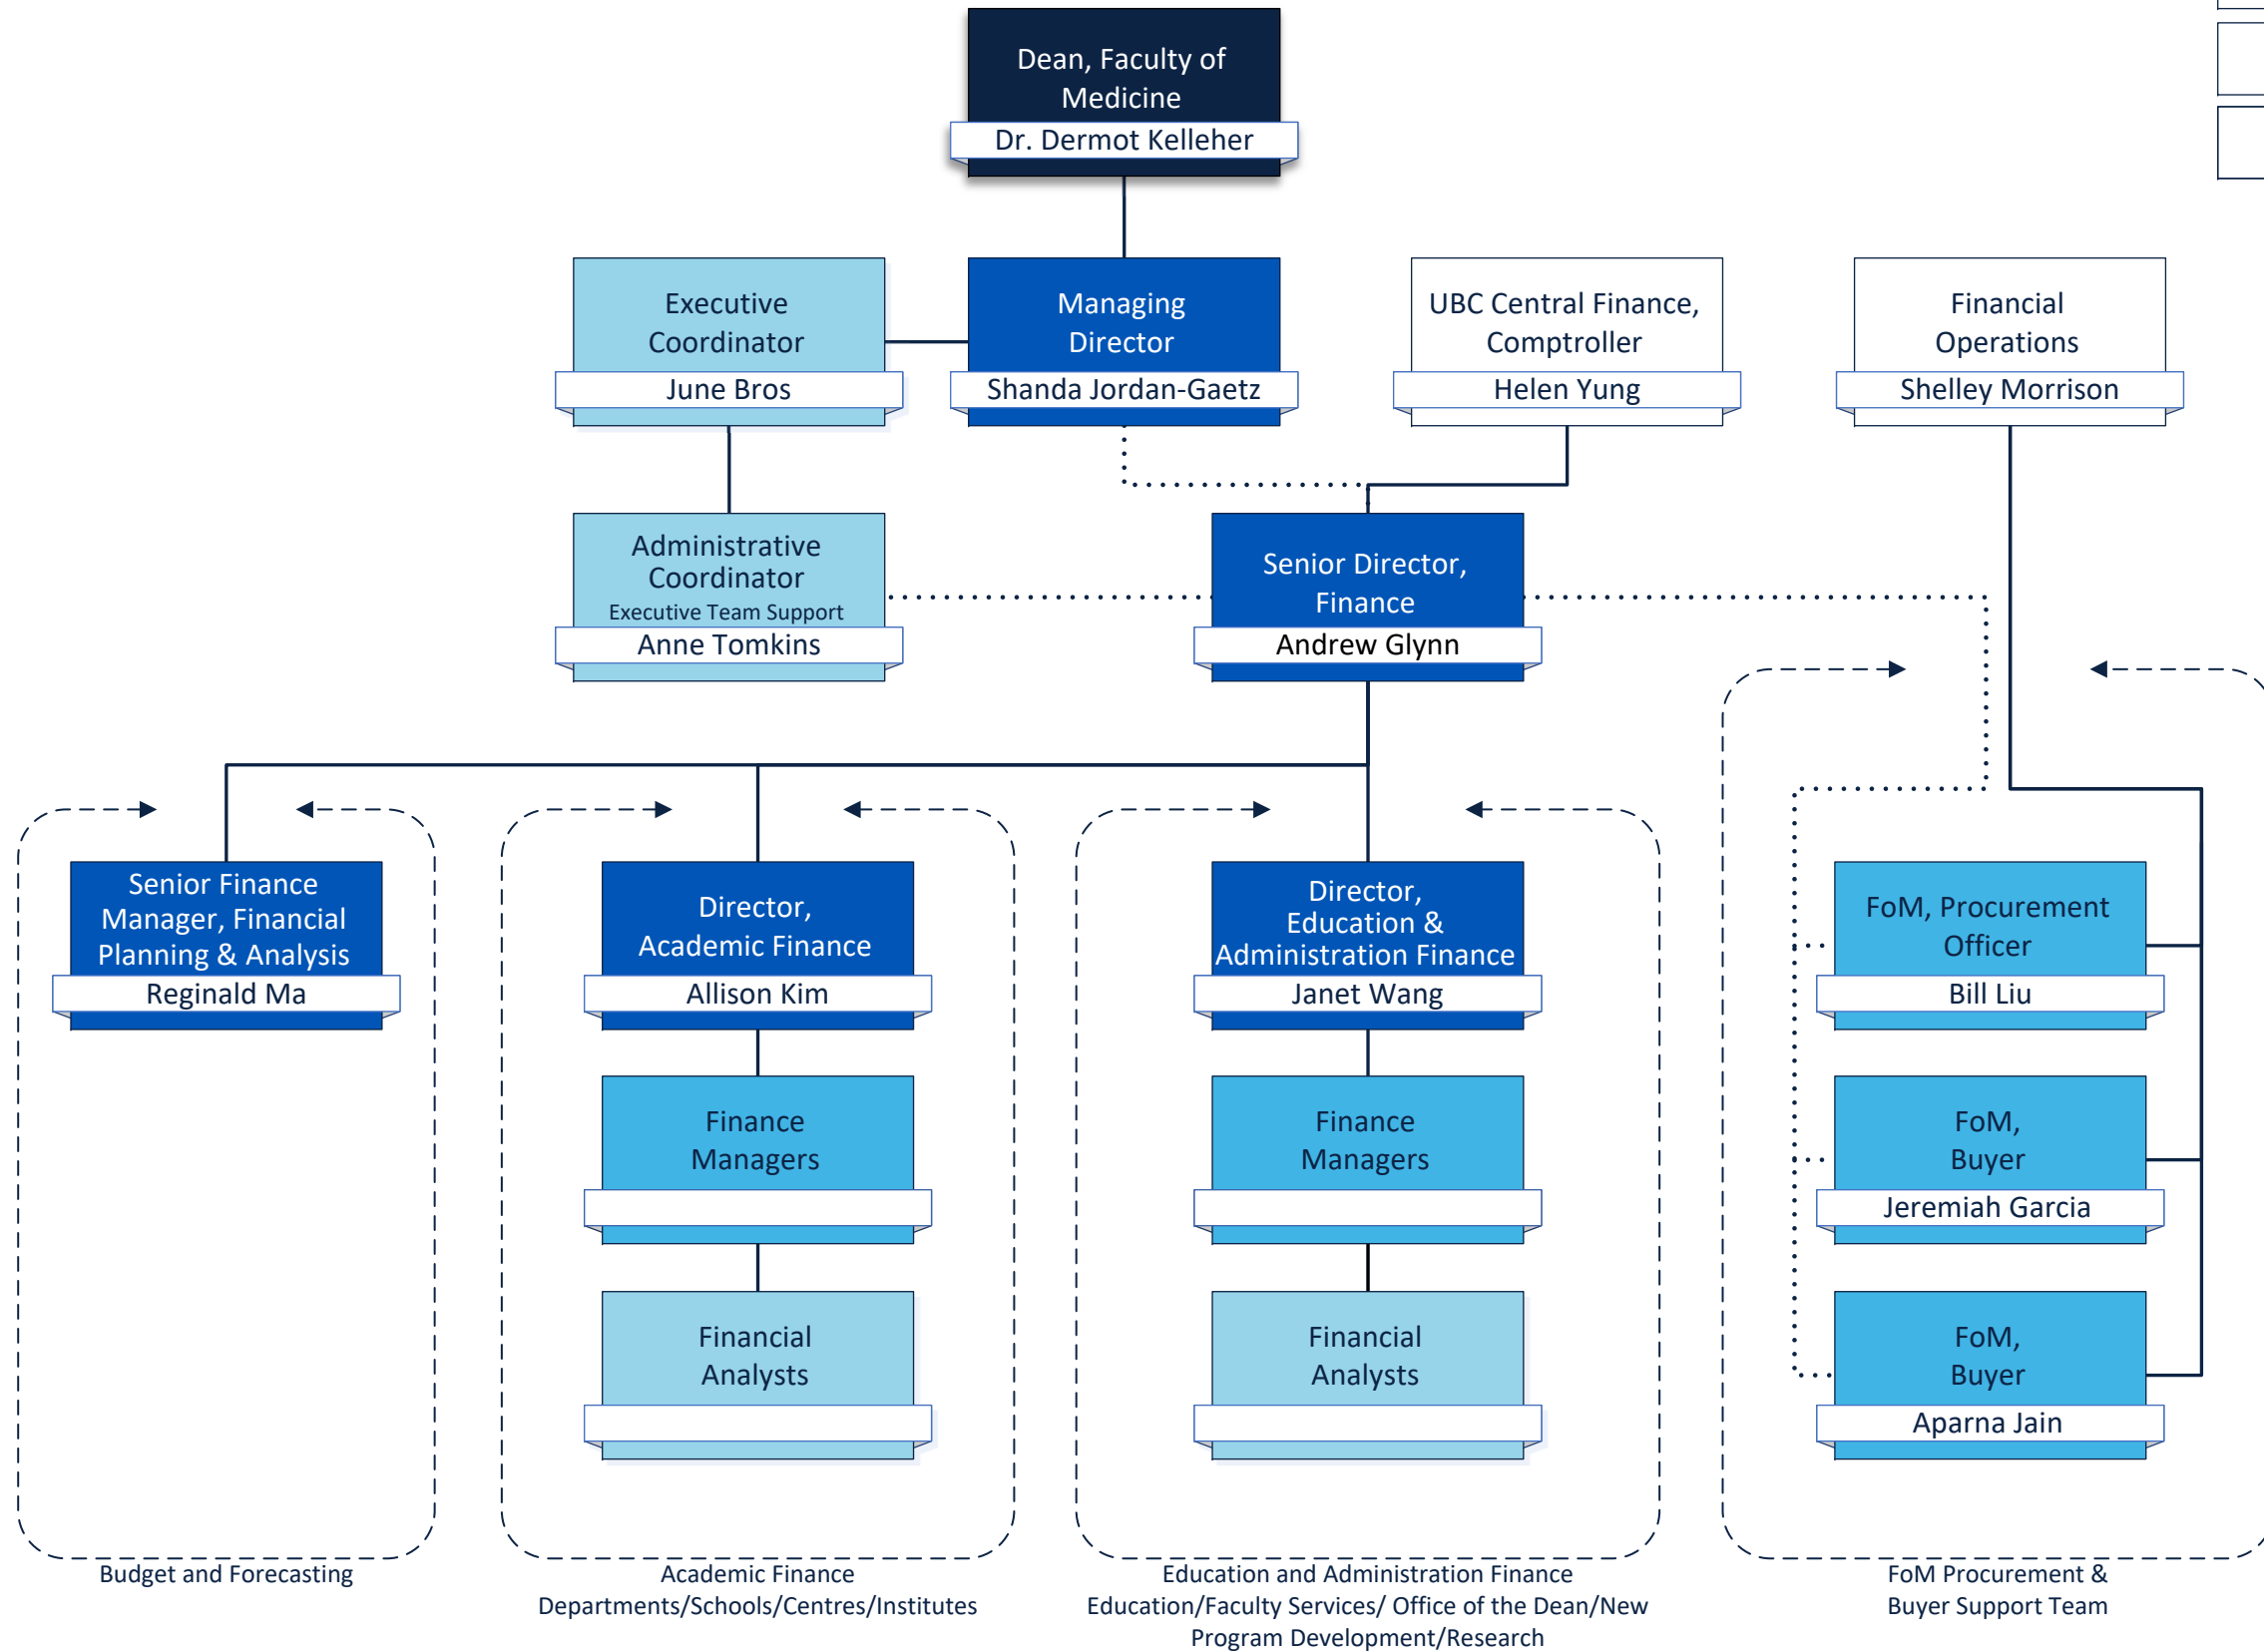 Dean, Faculty of
Medicine
Dr. Dermot Kelleher
Executive
Coordinator
June Bros
Managing
Director
Shanda Jordan-Gaetz
UBC Central Finance,
Comptroller
Helen Yung
Financial
Operations
Shelley Morrison
Administrative
Coordinator
Executive Team Support
Anne Tomkins
Senior Director,
Finance
Andrew Glynn
Senior Finance
Manager, Financial
Planning & Analysis
Reginald Ma
Director,
Academic Finance
Allison Kim
Director,
Education &
Administration Finance
Janet Wang
FoM, Procurement
Officer
Bill Liu
Finance
Managers
Finance
Managers
FoM,
Buyer
Jeremiah Garcia
Financial
Analysts
Financial
Analysts
FoM,
Buyer
Aparna Jain
Budget and Forecasting
Academic Finance
Departments/Schools/Centres/Institutes
Education and Administration Finance
Education/Faculty Services/ Office of the Dean/New
Program Development/Research
FoM Procurement &
Buyer Support Team